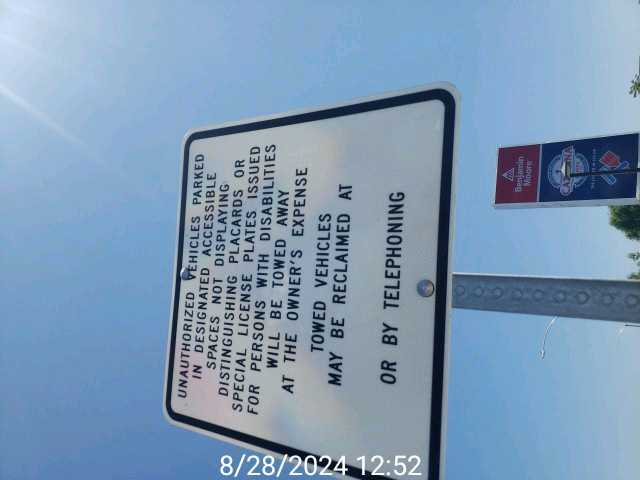 UNAUTHORIZED VEHICLES PARKED
IN DESIGNATED ACCESSIBLE
SPACES NOT DISPLAYING
DISTINGUISHING PLACARDS OR
SPECIAL LICENSE PLATES ISSUED
FOR PERSONS WITH DISABILITIES
WILL BE TOWED AWAY
AT THE OWNER'S EXPENSE
TOWED VEHICLES
MAY BE RECLAIMED AT
OR BY TELEPHONING
Benjamin
Moore
8/28/2024 12:52